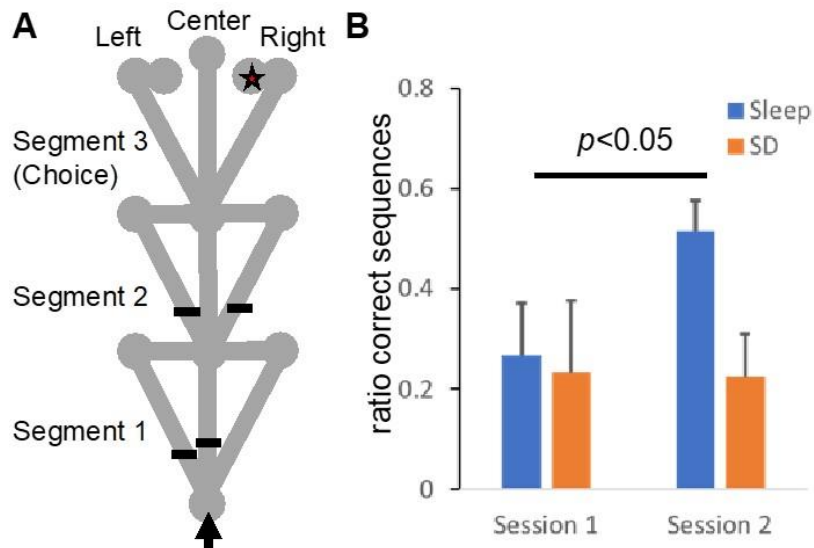 A
Left
Center
Right
Segment 3
(Choice)
Segment 2
Segment 1
B
ratio correct sequences
0.8
0.6
0.4
0.2
0
Sleep
SD
p<0.05
Session 1
Session 2